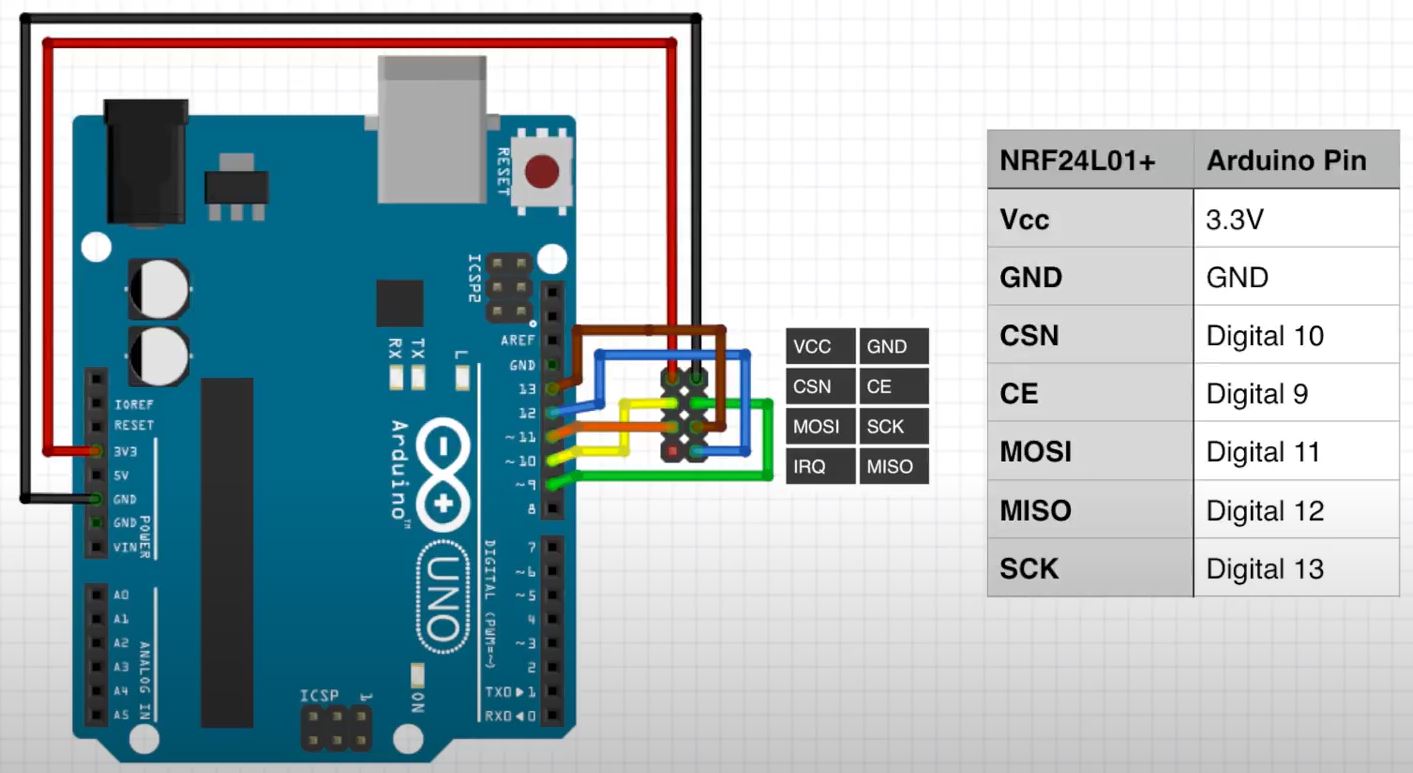 RESET
ICSP2
AREF
GND
13
12
~11
~10
~9
8
7
~6
~5
4
~3
2
TX0▶1
RX0◀0
RX
TX
L
IOREF
RESET
3V3
5V
GND
GND
VIN
POWER
A0
A1
A2
A3
A4
A5
ANALOG IN
Arduino™
UNO
DIGITAL (PWM=~)
ICSP
1
ON
VCC GND
CSN CE
MOSI SCK
IRQ MISO
NRF24L01+ Arduino Pin
Vcc 3.3V
GND GND
CSN Digital 10
CE Digital 9
MOSI Digital 11
MISO Digital 12
SCK Digital 13